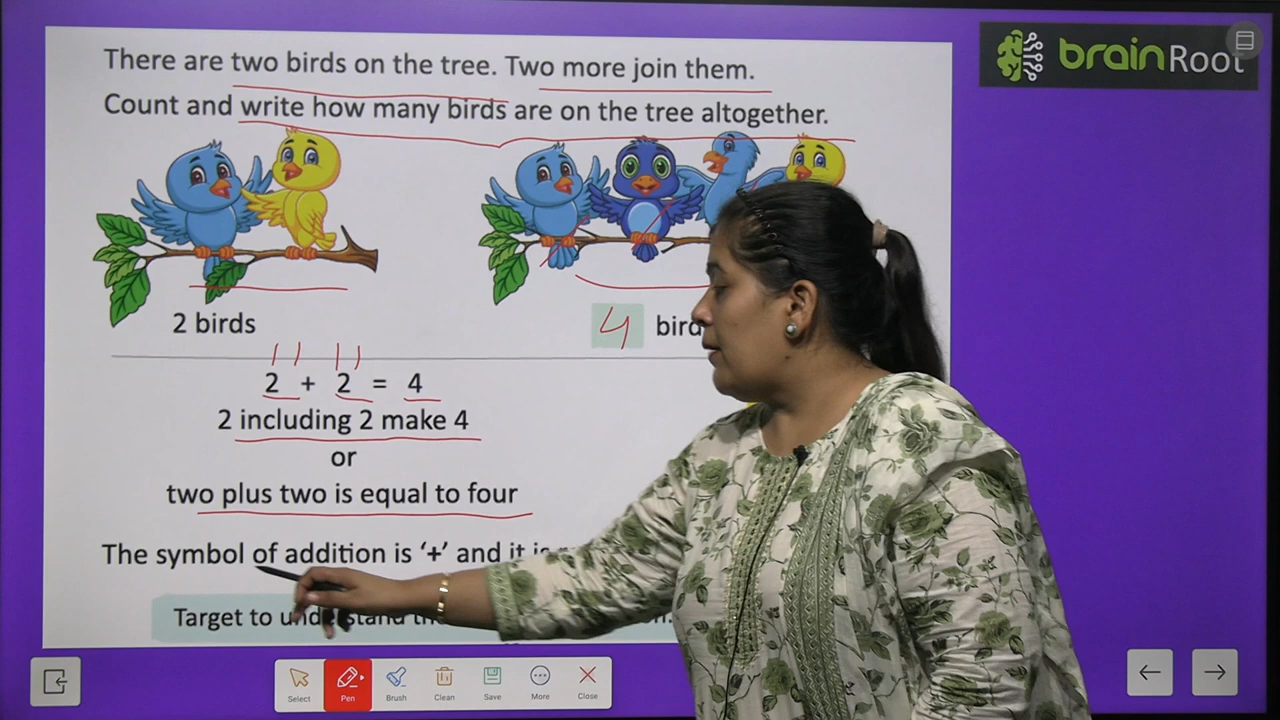 There are two birds on the tree. Two more join them.
Count and write how many birds are on the tree altogether.
brainRoot
2 birds
4 bird
2 + 2 = 4
2 including 2 make 4
or
two plus two is equal to four
The symbol of addition is ‘+’ and it is
Target to understand
Select Pen Brush Clean Save More Close